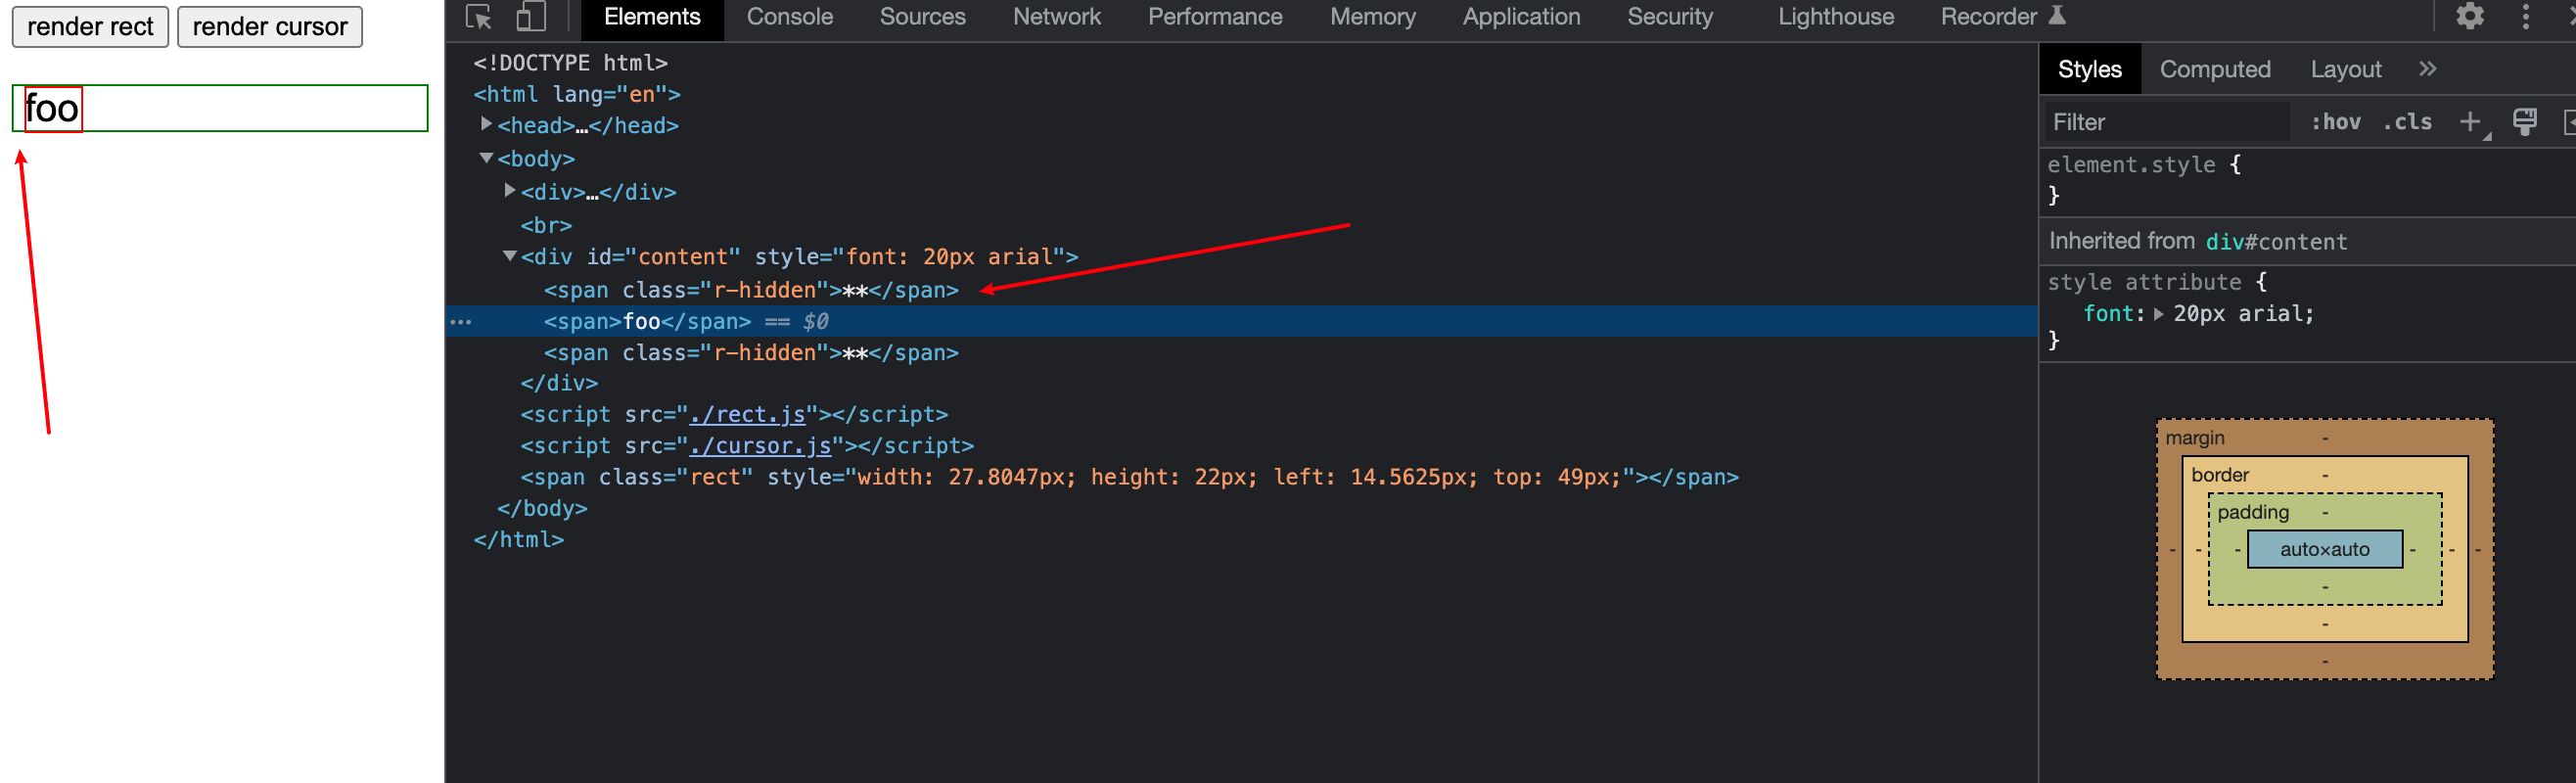 render rect render cursor
foo
Elements Console Sources Network Performance Memory Application Security Lighthouse Recorder
<!DOCTYPE html>
<html lang="en">
<head>…</head>
<body>
<div>…</div>
<br>
<div id="content" style="font: 20px arial">
<span class="r-hidden">**</span>
<span>foo</span> == $0
<span class="r-hidden">**</span>
</div>
<script src="./rect.js"></script>
<script src="./cursor.js"></script>
<span class="rect" style="width: 27.8047px; height: 22px; left: 14.5625px; top: 49px;"></span>
</body>
</html>
Styles Computed Layout »
Filter :hov .cls +
element.style {
}
Inherited from div#content
style attribute {
font: 20px arial;
}
margin -
border -
padding -
- - - auto×auto - - -
-
-
-